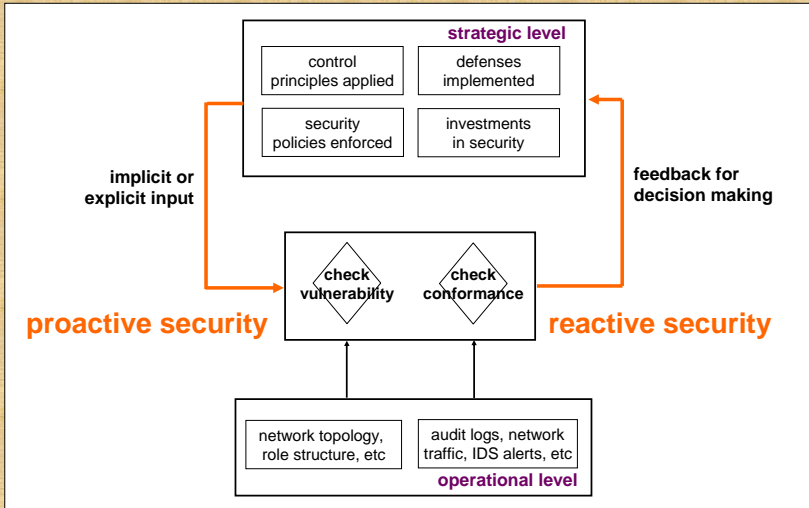 strategic level
control
principles applied
defenses
implemented
security
policies enforced
investments
in security
implicit or
explicit input
feedback for
decision making
check
vulnerability
check
conformance
proactive security
reactive security
network topology,
role structure, etc
audit logs, network
traffic, IDS alerts, etc
operational level